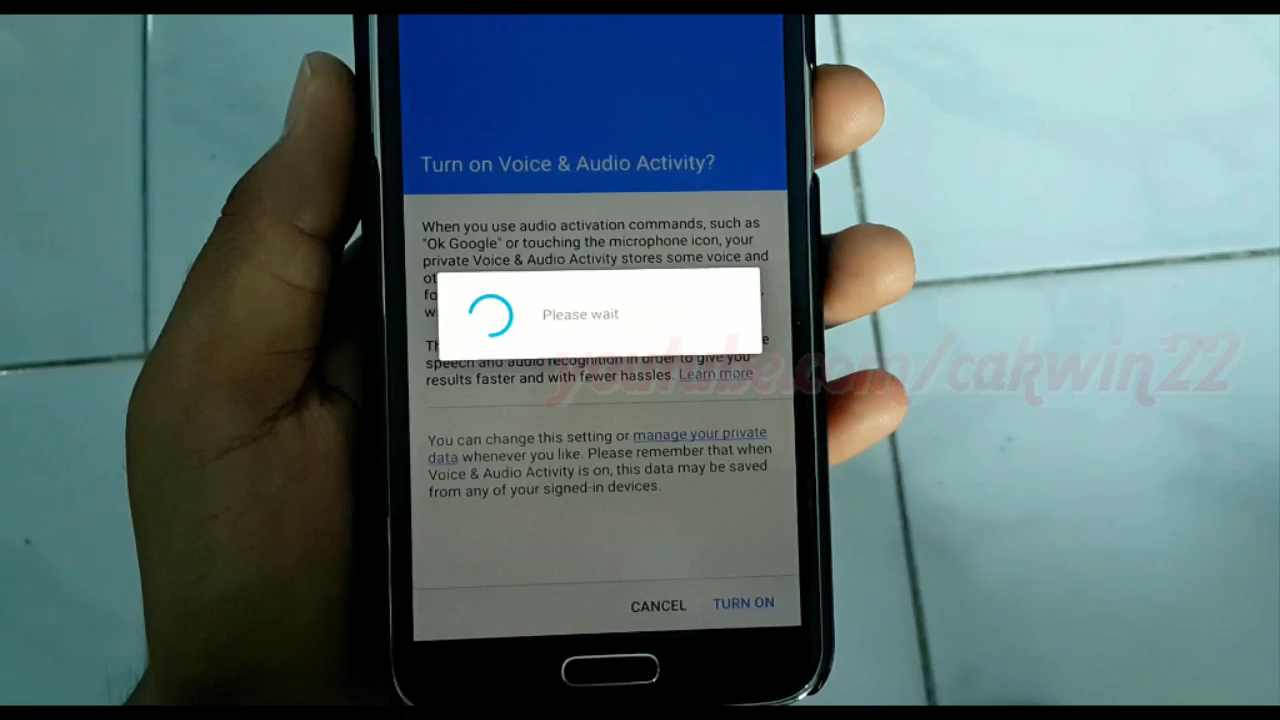 Turn on Voice & Audio Activity?
When you use audio activation commands, such as
"Ok Google" or touching the microphone icon, your
private Voice & Audio Activity stores some voice and
Please wait
speech and audio recognition in order to give you
results faster and with fewer hassles. Learn more
youtube.com/cakwin22
You can change this setting or manage your private
data whenever you like. Please remember that when
Voice & Audio Activity is on, this data may be saved
from any of your signed-in devices.
CANCEL TURN ON